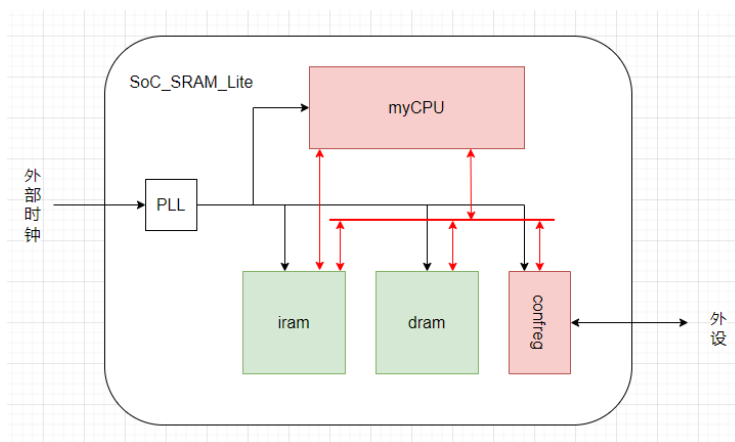 SoC_SRAM_Lite
myCPU
外部时钟
PLL
iram
dram
confreg
外设